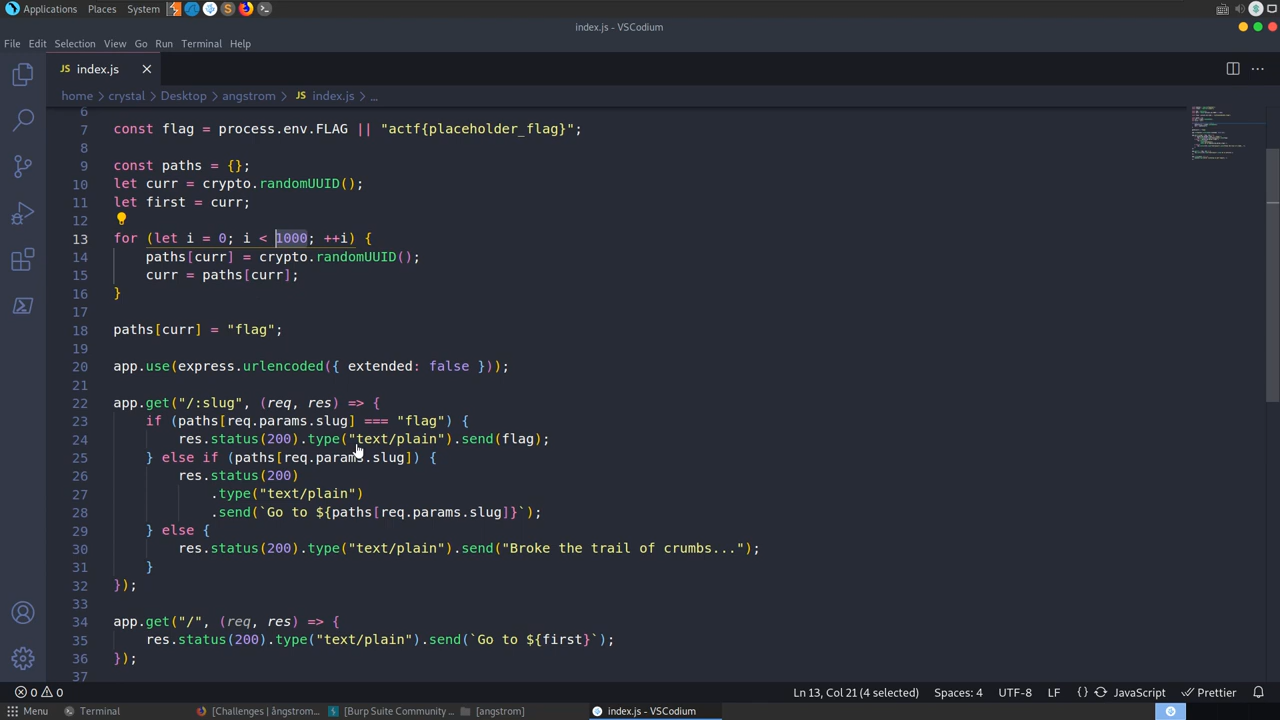 Applications Places System
index.js - VSCodium
File Edit Selection View Go Run Terminal Help
JS index.js
home > crystal > Desktop > angstrom > JS index.js > ...
6
7 const flag = process.env.FLAG || "actf{placeholder_flag}";
8
9 const paths = {};
10 let curr = crypto.randomUUID();
11 let first = curr;
12
13 for (let i = 0; i < 1000; ++i) {
14 paths[curr] = crypto.randomUUID();
15 curr = paths[curr];
16 }
17
18 paths[curr] = "flag";
19
20 app.use(express.urlencoded({ extended: false }));
21
22 app.get("/:slug", (req, res) => {
23 if (paths[req.params.slug] === "flag") {
24 res.status(200).type("text/plain").send(flag);
25 } else if (paths[req.params.slug]) {
26 res.status(200)
27 .type("text/plain")
28 .send(`Go to ${paths[req.params.slug]}`);
29 } else {
30 res.status(200).type("text/plain").send("Broke the trail of crumbs...");
31 }
32 });
33
34 app.get("/", (req, res) => {
35 res.status(200).type("text/plain").send(`Go to ${first}`);
36 });
37
0 0 Ln 13, Col 21 (4 selected) Spaces: 4 UTF-8 LF {} JavaScript Prettier
Menu Terminal [Challenges | ångstrom... [Burp Suite Community ... [angstrom] index.js - VSCodium